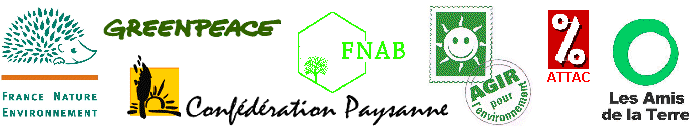 FRANCE NATURE
ENVIRONNEMENT
GREENPEACE
Confédération Paysanne
FNAB
AGIR
pour
l'environnement
%
ATTAC
Les Amis
de la Terre